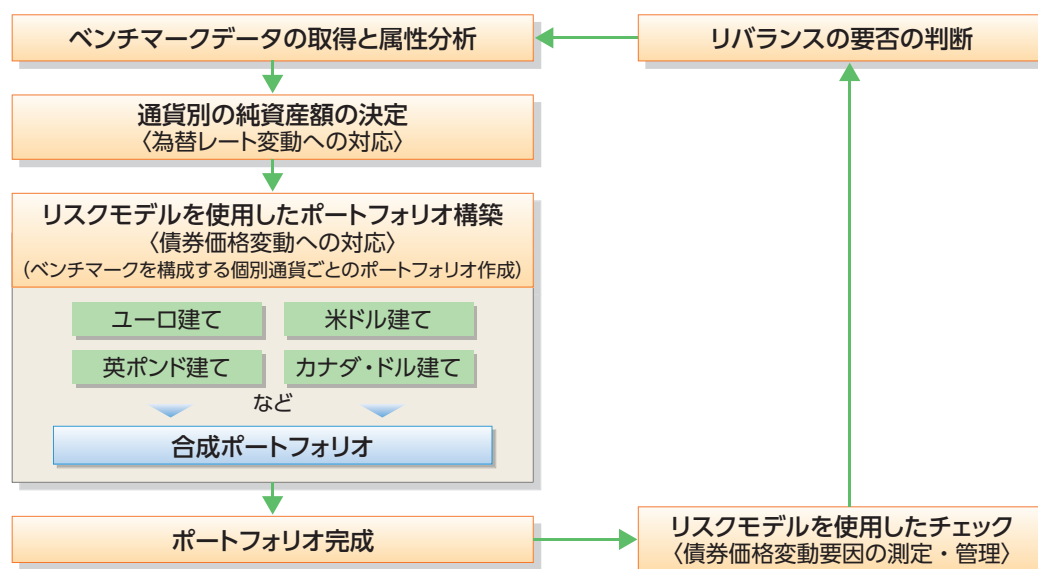 ベンチマークデータの取得と属性分析
リバランスの要否の判断
通貨別の純資産額の決定
〈為替レート変動への対応〉
リスクモデルを使用したポートフォリオ構築
〈債券価格変動への対応〉
(ベンチマークを構成する個別通貨ごとのポートフォリオ作成)
ユーロ建て
米ドル建て
英ポンド建て
カナダ・ドル建て
など
合成ポートフォリオ
ポートフォリオ完成
リスクモデルを使用したチェック
〈債券価格変動要因の測定・管理〉